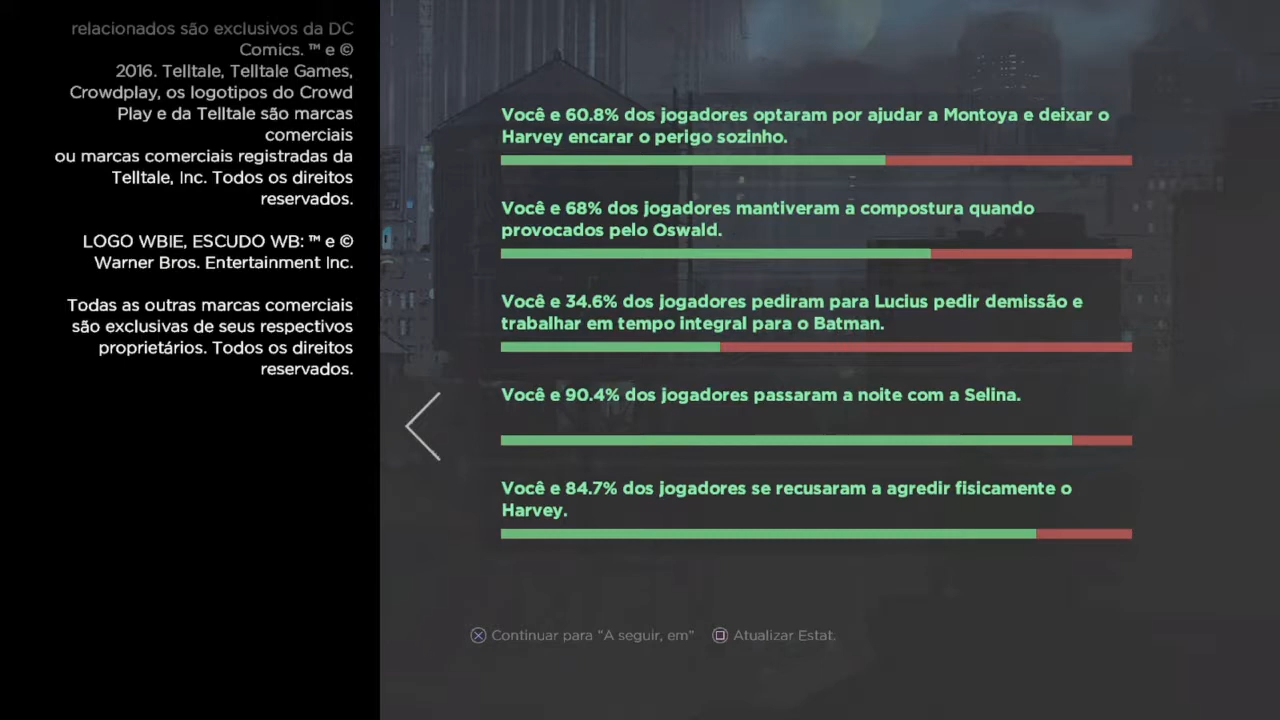 relacionados são exclusivos da DC
Comics. ™ e ©
2016. Telltale, Telltale Games,
Crowdplay, os logotipos do Crowd
Play e da Telltale são marcas
comerciais
ou marcas comerciais registradas da
Telltale, Inc. Todos os direitos
reservados.
LOGO WBIE, ESCUDO WB: ™ e ©
Warner Bros. Entertainment Inc.
Todas as outras marcas comerciais
são exclusivas de seus respectivos
proprietários. Todos os direitos
reservados.
Você e 60.8% dos jogadores optaram por ajudar a Montoya e deixar o
Harvey encarar o perigo sozinho.
Você e 68% dos jogadores mantiveram a compostura quando
provocados pelo Oswald.
Você e 34.6% dos jogadores pediram para Lucius pedir demissão e
trabalhar em tempo integral para o Batman.
Você e 90.4% dos jogadores passaram a noite com a Selina.
Você e 84.7% dos jogadores se recusaram a agredir fisicamente o
Harvey.
Continuar para "A seguir, em" Atualizar Estat.